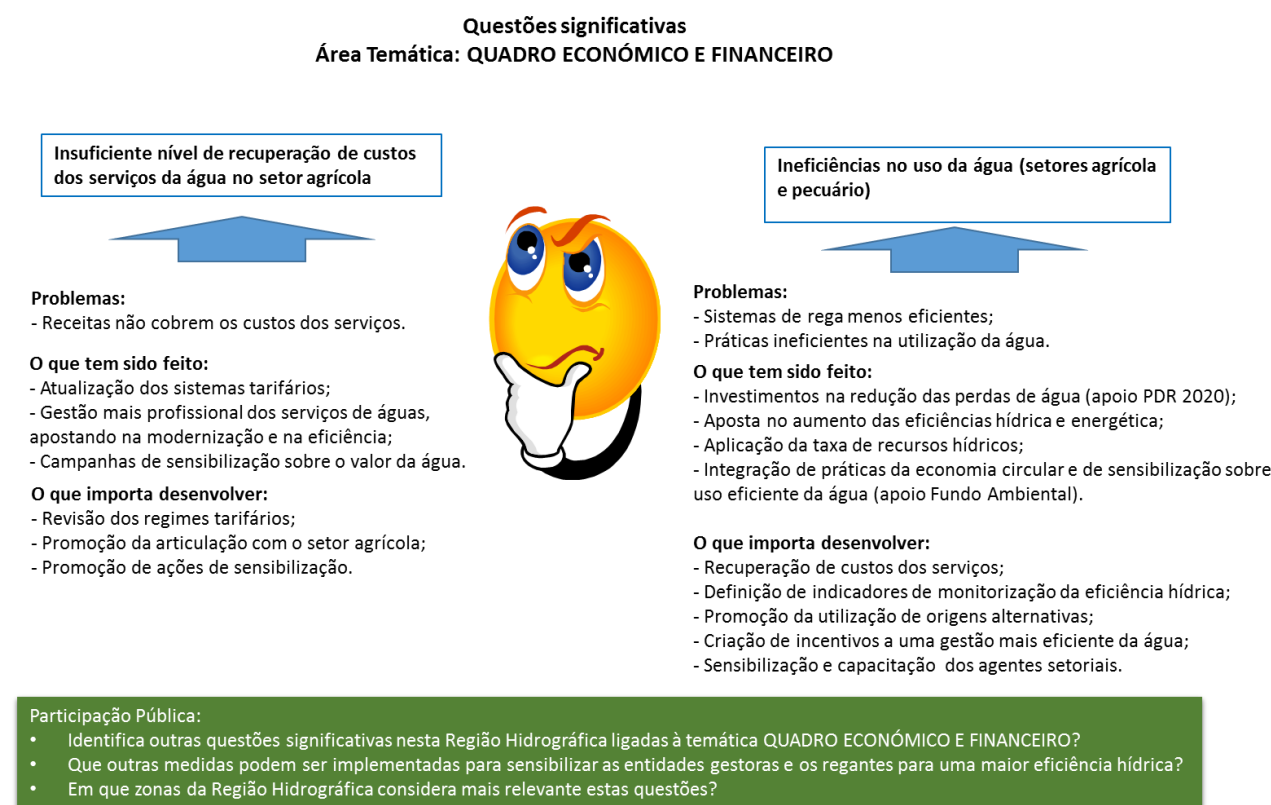 Questões significativas
Área Temática: QUADRO ECONÓMICO E FINANCEIRO
Insuficiente nível de recuperação de custos
dos serviços da água no setor agrícola
Problemas:
- Receitas não cobrem os custos dos serviços.
O que tem sido feito:
- Atualização dos sistemas tarifários;
- Gestão mais profissional dos serviços de águas,
apostando na modernização e na eficiência;
- Campanhas de sensibilização sobre o valor da água.
O que importa desenvolver:
- Revisão dos regimes tarifários;
- Promoção da articulação com o setor agrícola;
- Promoção de ações de sensibilização.
Ineficiências no uso da água (setores agrícola
e pecuário)
Problemas:
- Sistemas de rega menos eficientes;
- Práticas ineficientes na utilização da água.
O que tem sido feito:
- Investimentos na redução das perdas de água (apoio PDR 2020);
- Aposta no aumento das eficiências hídrica e energética;
- Aplicação da taxa de recursos hídricos;
- Integração de práticas da economia circular e de sensibilização sobre
uso eficiente da água (apoio Fundo Ambiental).
O que importa desenvolver:
- Recuperação de custos dos serviços;
- Definição de indicadores de monitorização da eficiência hídrica;
- Promoção da utilização de origens alternativas;
- Criação de incentivos a uma gestão mais eficiente da água;
- Sensibilização e capacitação dos agentes setoriais.
Participação Pública:
• Identifica outras questões significativas nesta Região Hidrográfica ligadas à temática QUADRO ECONÓMICO E FINANCEIRO?
• Que outras medidas podem ser implementadas para sensibilizar as entidades gestoras e os regantes para uma maior eficiência hídrica?
• Em que zonas da Região Hidrográfica considera mais relevante estas questões?